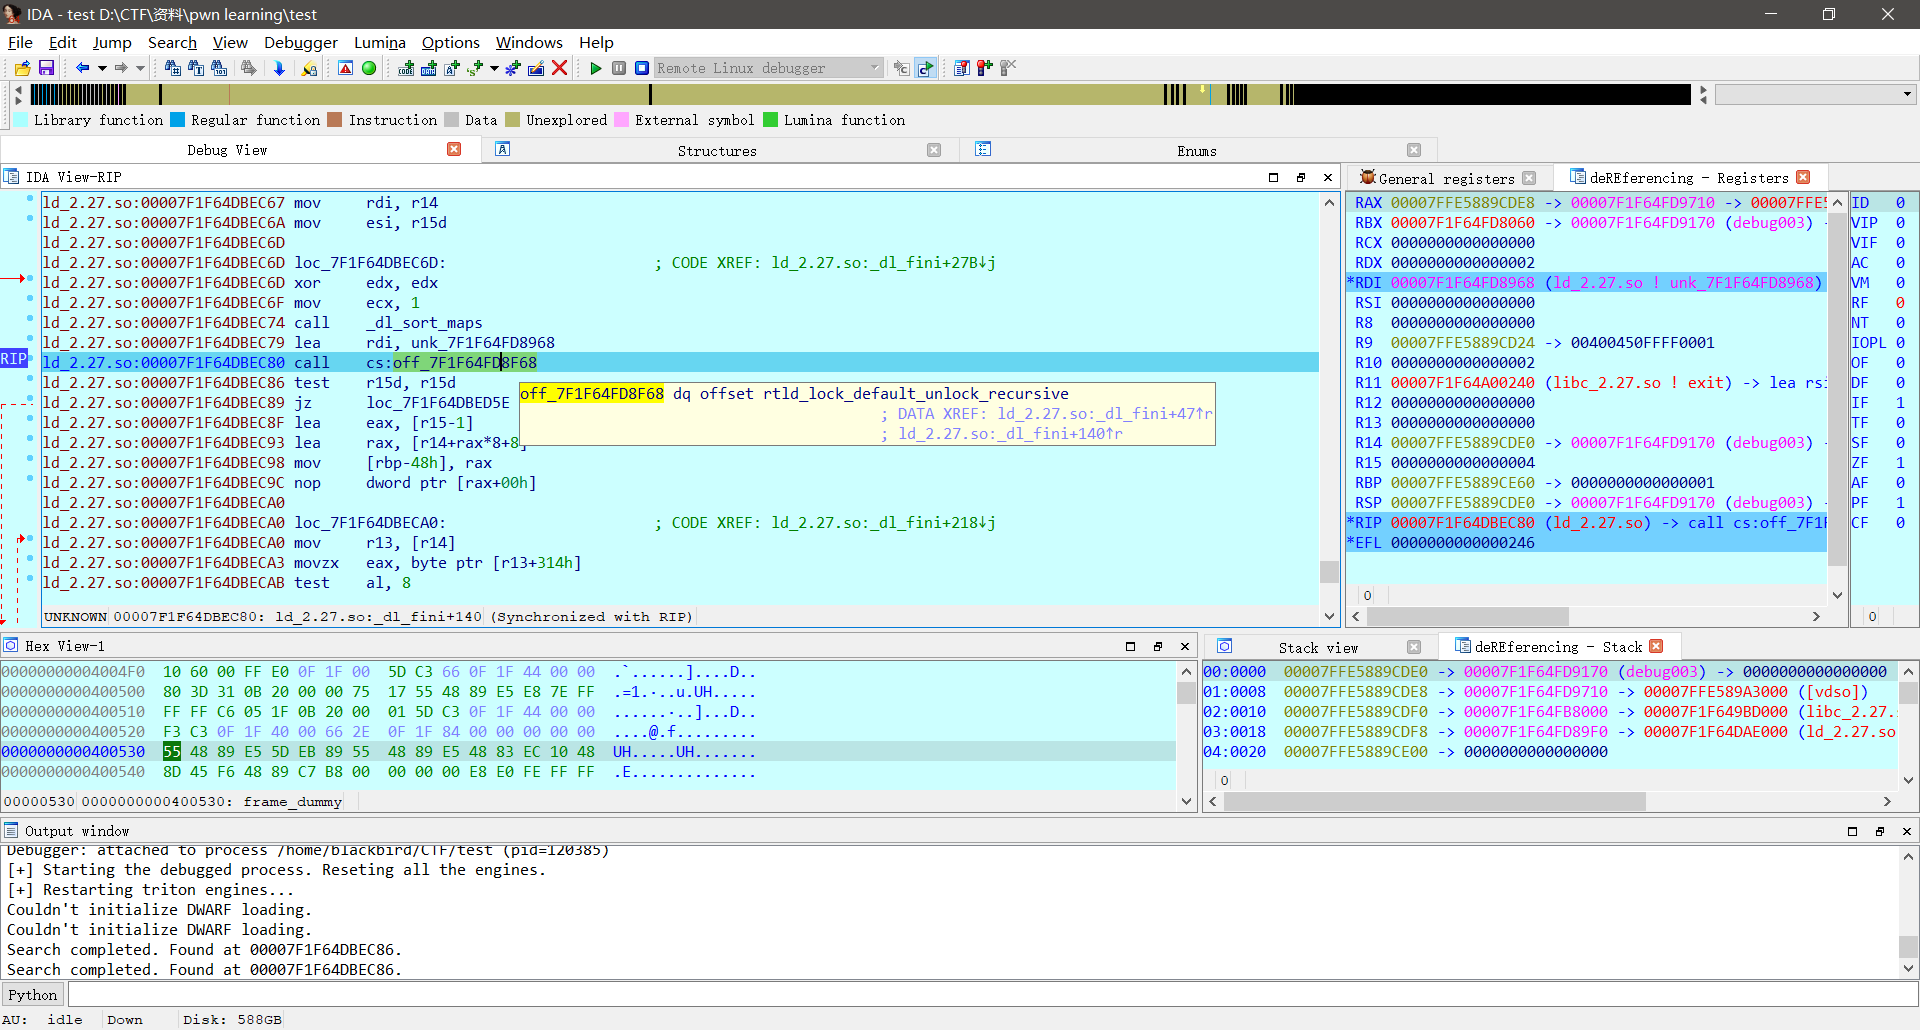 IDA - test D:\CTF\资料\pwn learning\test
File Edit Jump Search View Debugger Lumina Options Windows Help
Remote Linux debugger
Library function Regular function Instruction Data Unexplored External symbol Lumina function
Debug View Structures Enums
IDA View-RIP
ld_2.27.so:00007F1F64DBEC67 mov rdi, r14
ld_2.27.so:00007F1F64DBEC6A mov esi, r15d
ld_2.27.so:00007F1F64DBEC6D
ld_2.27.so:00007F1F64DBEC6D loc_7F1F64DBEC6D: ; CODE XREF: ld_2.27.so:_dl_fini+27B↓j
ld_2.27.so:00007F1F64DBEC6D xor edx, edx
ld_2.27.so:00007F1F64DBEC6F mov ecx, 1
ld_2.27.so:00007F1F64DBEC74 call _dl_sort_maps
ld_2.27.so:00007F1F64DBEC79 lea rdi, unk_7F1F64FD8968
RIP ld_2.27.so:00007F1F64DBEC80 call cs:off_7F1F64FD8F68
ld_2.27.so:00007F1F64DBEC86 test r15d, r15d
ld_2.27.so:00007F1F64DBEC89 jz loc_7F1F64DBED5E
ld_2.27.so:00007F1F64DBEC8F lea eax, [r15-1]
ld_2.27.so:00007F1F64DBEC93 lea rax, [r14+rax*8+8]
ld_2.27.so:00007F1F64DBEC98 mov [rbp-48h], rax
ld_2.27.so:00007F1F64DBEC9C nop dword ptr [rax+00h]
ld_2.27.so:00007F1F64DBECA0
ld_2.27.so:00007F1F64DBECA0 loc_7F1F64DBECA0: ; CODE XREF: ld_2.27.so:_dl_fini+218↓j
ld_2.27.so:00007F1F64DBECA0 mov r13, [r14]
ld_2.27.so:00007F1F64DBECA3 movzx eax, byte ptr [r13+314h]
ld_2.27.so:00007F1F64DBECAB test al, 8
off_7F1F64FD8F68 dq offset rtld_lock_default_unlock_recursive
; DATA XREF: ld_2.27.so:_dl_fini+47↑r
; ld_2.27.so:_dl_fini+140↑r
UNKNOWN 00007F1F64DBEC80: ld_2.27.so:_dl_fini+140 (Synchronized with RIP)
General registers deREferencing - Registers
RAX 00007FFE5889CDE8 -> 00007F1F64FD9710 -> 00007FFE5
RBX 00007F1F64FD8060 -> 00007F1F64FD9170 (debug003) -
RCX 0000000000000000
RDX 0000000000000002
*RDI 00007F1F64FD8968 (ld_2.27.so ! unk_7F1F64FD8968)
RSI 0000000000000000
R8 0000000000000000
R9 00007FFE5889CD24 -> 00400450FFFF0001
R10 0000000000000002
R11 00007F1F64A00240 (libc_2.27.so ! exit) -> lea rsi
R12 0000000000000000
R13 0000000000000000
R14 00007FFE5889CDE0 -> 00007F1F64FD9170 (debug003) -
R15 0000000000000004
RBP 00007FFE5889CE60 -> 0000000000000001
RSP 00007FFE5889CDE0 -> 00007F1F64FD9170 (debug003) -
*RIP 00007F1F64DBEC80 (ld_2.27.so) -> call cs:off_7F1F
*EFL 0000000000000246
0
ID 0
VIP 0
VIF 0
AC 0
VM 0
RF 0
NT 0
IOPL 0
OF 0
DF 0
IF 1
TF 0
SF 0
ZF 1
AF 0
PF 1
CF 0
0
Hex View-1
00000000004004F0 10 60 00 FF E0 0F 1F 00 5D C3 66 0F 1F 44 00 00 .`......]....D..
0000000000400500 80 3D 31 0B 20 00 00 75 17 55 48 89 E5 E8 7E FF .=1.·..u.UH.....
0000000000400510 FF FF C6 05 1F 0B 20 00 01 5D C3 0F 1F 44 00 00 ......·..]...D..
0000000000400520 F3 C3 0F 1F 40 00 66 2E 0F 1F 84 00 00 00 00 00 ....@.f.........
0000000000400530 55 48 89 E5 5D EB 89 55 48 89 E5 48 83 EC 10 48 UH.....UH.......
0000000000400540 8D 45 F6 48 89 C7 B8 00 00 00 00 E8 E0 FE FF FF .E..............
00000530 0000000000400530: frame_dummy
Stack view deREferencing - Stack
00:0000 00007FFE5889CDE0 -> 00007F1F64FD9170 (debug003) -> 0000000000000000
01:0008 00007FFE5889CDE8 -> 00007F1F64FD9710 -> 00007FFE589A3000 ([vdso])
02:0010 00007FFE5889CDF0 -> 00007F1F64FB8000 -> 00007F1F649BD000 (libc_2.27.
03:0018 00007FFE5889CDF8 -> 00007F1F64FD89F0 -> 00007F1F64DAE000 (ld_2.27.so
04:0020 00007FFE5889CE00 -> 0000000000000000
0
Output window
Debugger: attached to process /home/blackbird/CTF/test (pid=120385)
[+] Starting the debugged process. Reseting all the engines.
[+] Restarting triton engines...
Couldn't initialize DWARF loading.
Couldn't initialize DWARF loading.
Search completed. Found at 00007F1F64DBEC86.
Search completed. Found at 00007F1F64DBEC86.
Python
AU: idle Down Disk: 588GB